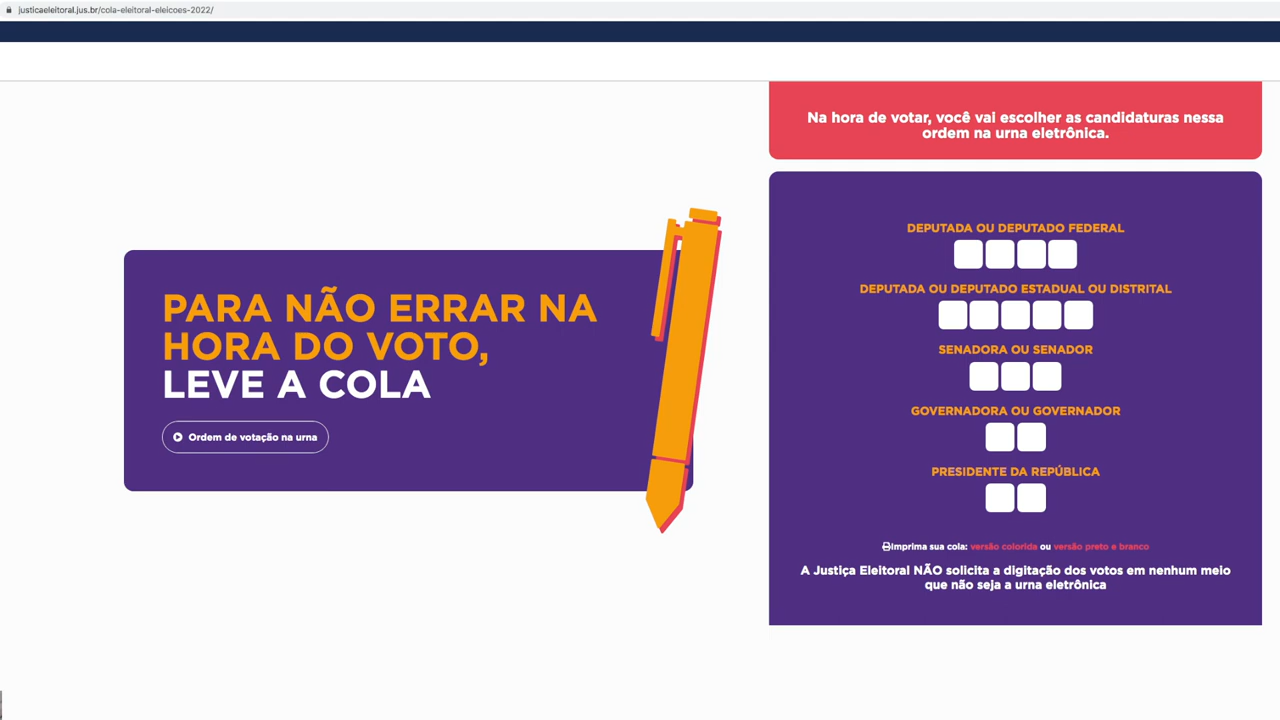 justicaeleitoral.jus.br/cola-eleitoral-eleicoes-2022/
Na hora de votar, você vai escolher as candidaturas nessa
ordem na urna eletrônica.
PARA NÃO ERRAR NA
HORA DO VOTO,
LEVE A COLA
Ordem de votação na urna
DEPUTADA OU DEPUTADO FEDERAL
DEPUTADA OU DEPUTADO ESTADUAL OU DISTRITAL
SENADORA OU SENADOR
GOVERNADORA OU GOVERNADOR
PRESIDENTE DA REPÚBLICA
Imprima sua cola: versão colorida ou versão preto e branco
A Justiça Eleitoral NÃO solicita a digitação dos votos em nenhum meio
que não seja a urna eletrônica